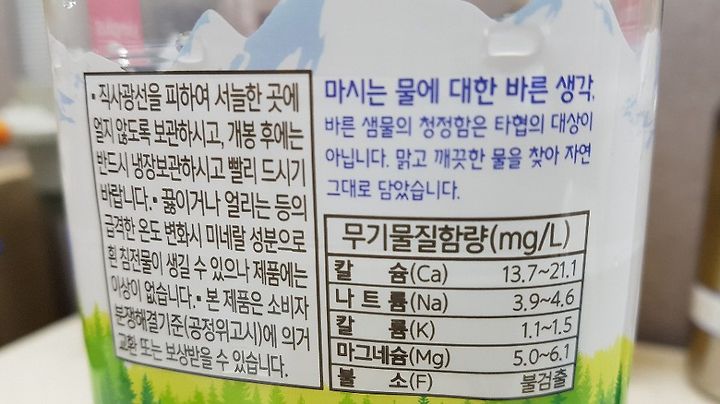 • 직사광선을 피하여 서늘한 곳에
얼지 않도록 보관하시고, 개봉 후에는
반드시 냉장보관하시고 빨리 드시기
바랍니다. • 끓이거나 얼리는 등의
급격한 온도 변화시 미네랄 성분으로
흰 침전물이 생길 수 있으나 제품에는
이상이 없습니다. • 본 제품은 소비자
분쟁해결기준(공정위고시)에 의거
교환 또는 보상받을 수 있습니다.
마시는 물에 대한 바른 생각,
바른 샘물의 청정함은 타협의 대상이
아닙니다. 맑고 깨끗한 물을 찾아 자연
그대로 담았습니다.
무기물질함량(mg/L)
칼 슘(Ca) 13.7~21.1
나 트 륨(Na) 3.9~4.6
칼 륨(K) 1.1~1.5
마그네슘(Mg) 5.0~6.1
불 소(F) 불검출